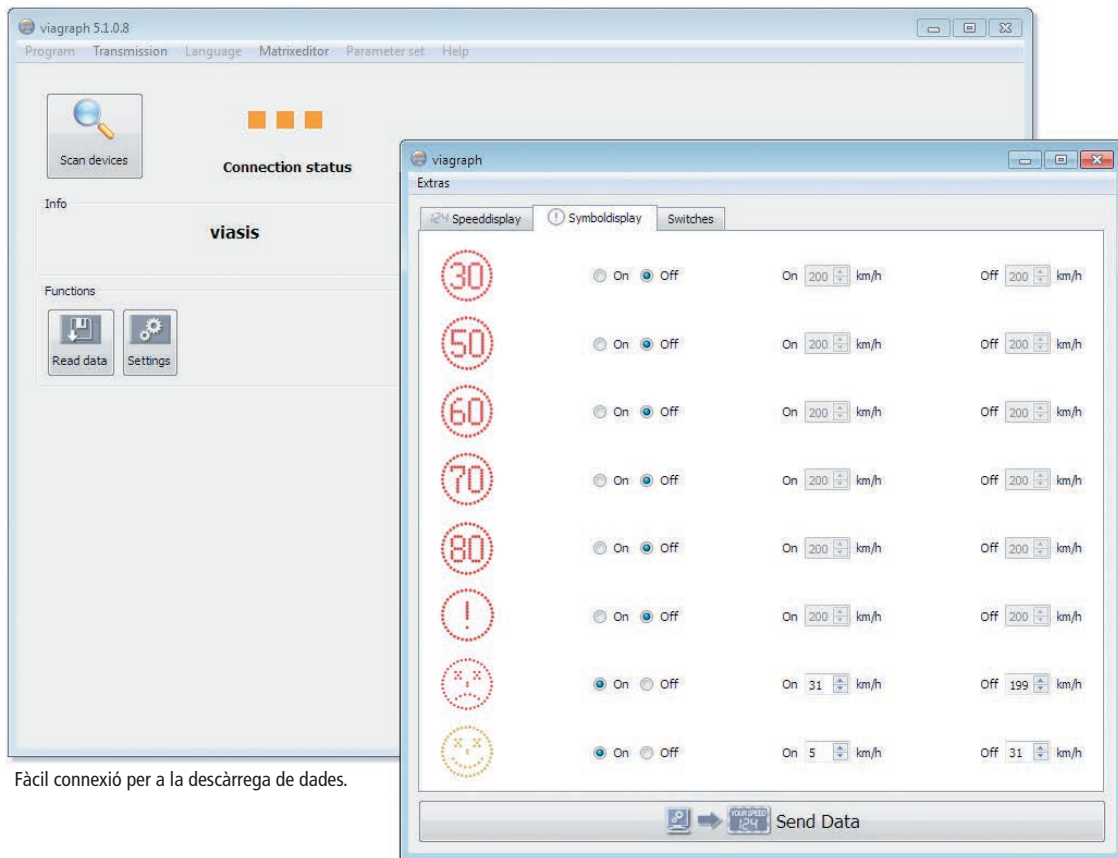 viagraph 5.1.0.8
Program Transmission Language Matrixeditor Parameter set Help
Scan devices
Connection status
Info
viasis
Functions
Read data Settings
Fàcil connexió per a la descàrrega de dades.
viagraph
Extras
124 Speeddisplay ! Symboldisplay Switches
30 On Off On 200 km/h Off 200 km/h
50 On Off On 200 km/h Off 200 km/h
60 On Off On 200 km/h Off 200 km/h
70 On Off On 200 km/h Off 200 km/h
80 On Off On 200 km/h Off 200 km/h
! On Off On 200 km/h Off 200 km/h
On Off On 31 km/h Off 199 km/h
On Off On 5 km/h Off 31 km/h
YOUR SPEED
124
Send Data